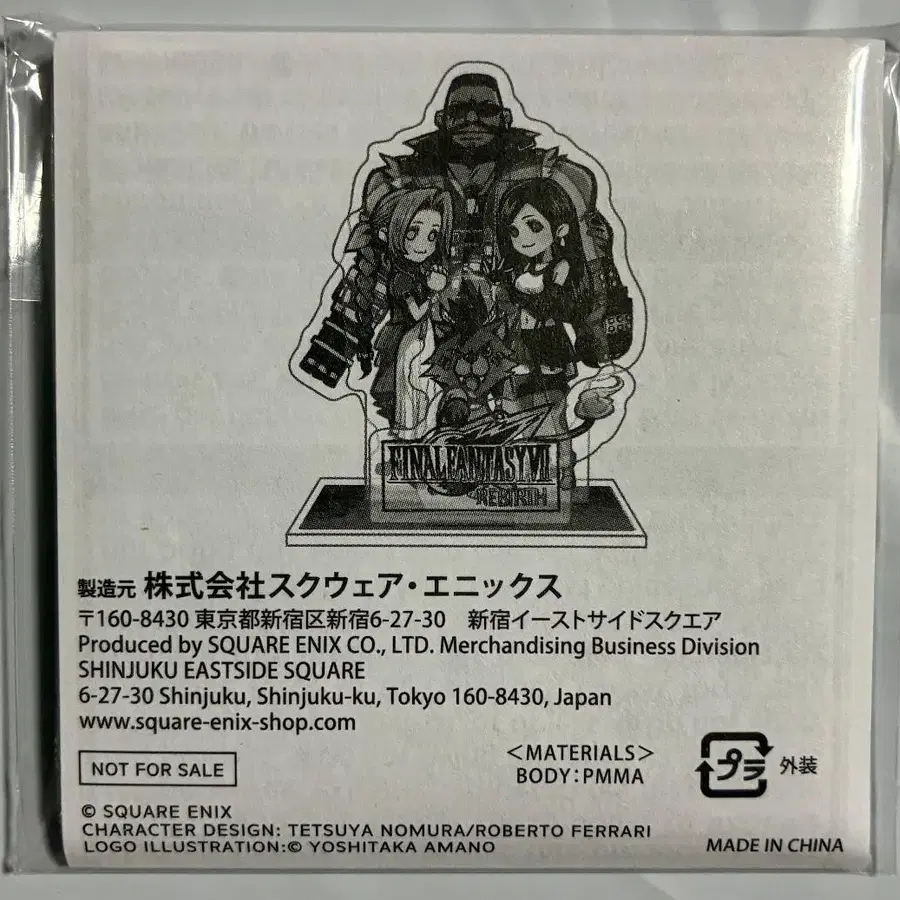 FINAL FANTASY VII
REBIRTH
製造元 株式会社スクウェア・エニックス
〒160-8430 東京都新宿区新宿6-27-30 新宿イーストサイドスクエア
Produced by SQUARE ENIX CO., LTD. Merchandising Business Division
SHINJUKU EASTSIDE SQUARE
6-27-30 Shinjuku, Shinjuku-ku, Tokyo 160-8430, Japan
www.square-enix-shop.com
NOT FOR SALE
<MATERIALS>
BODY:PMMA
プラ 外装
© SQUARE ENIX
CHARACTER DESIGN: TETSUYA NOMURA/ROBERTO FERRARI
LOGO ILLUSTRATION:© YOSHITAKA AMANO
MADE IN CHINA